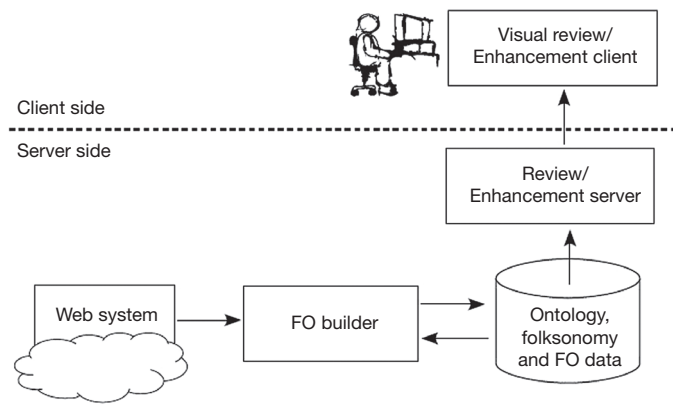 Visual review/
Enhancement client
Client side
Server side
Review/
Enhancement server
Web system
FO builder
Ontology,
folksonomy
and FO data